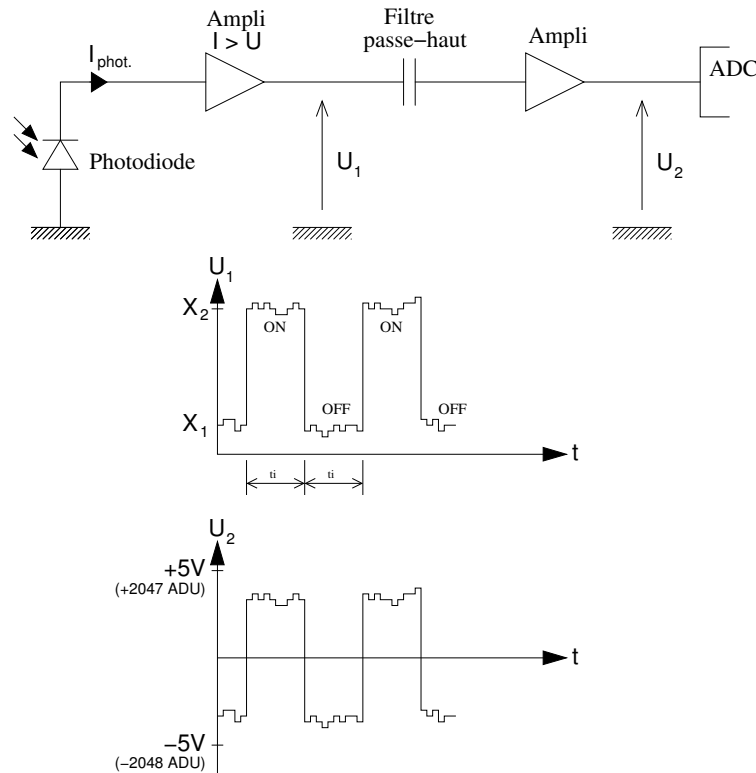 Ampli
I > U
Filtre
passe−haut
Ampli
ADC
I phot.
Photodiode
U 1
U 2
U 1
X 2
ON
ON
OFF
OFF
X 1
t
ti
ti
U 2
+5V
(+2047 ADU)
t
−5V
(−2048 ADU)